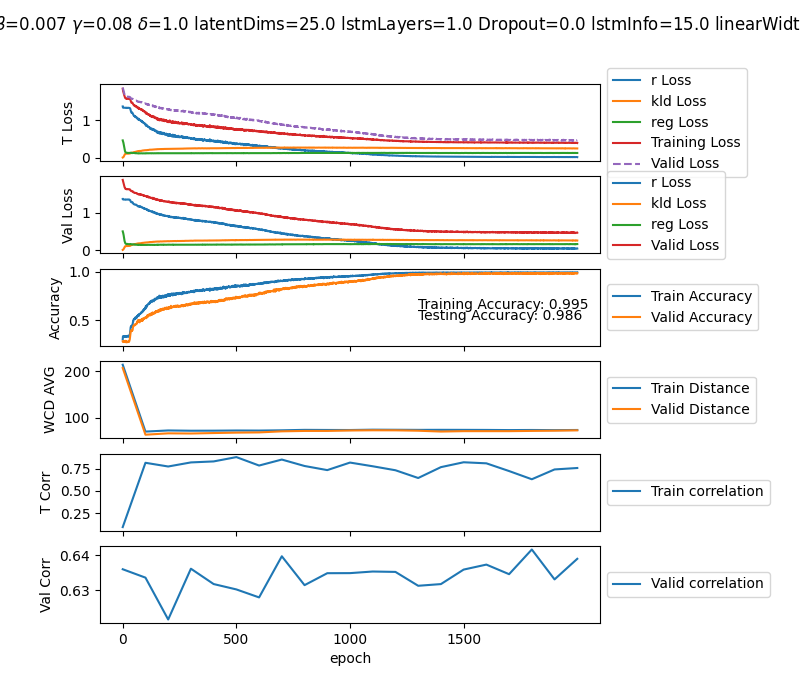 β=0.007 γ=0.08 δ=1.0 latentDims=25.0 lstmLayers=1.0 Dropout=0.0 lstmInfo=15.0 linearWidt
T Loss
1
0
r Loss
kld Loss
reg Loss
Training Loss
Valid Loss
Val Loss
1
0
r Loss
kld Loss
reg Loss
Valid Loss
Accuracy
1.0
0.5
Training Accuracy: 0.995
Testing Accuracy: 0.986
Train Accuracy
Valid Accuracy
WCD AVG
200
100
Train Distance
Valid Distance
T Corr
0.75
0.50
0.25
Train correlation
Val Corr
0.64
0.63
Valid correlation
0 500 1000 1500
epoch